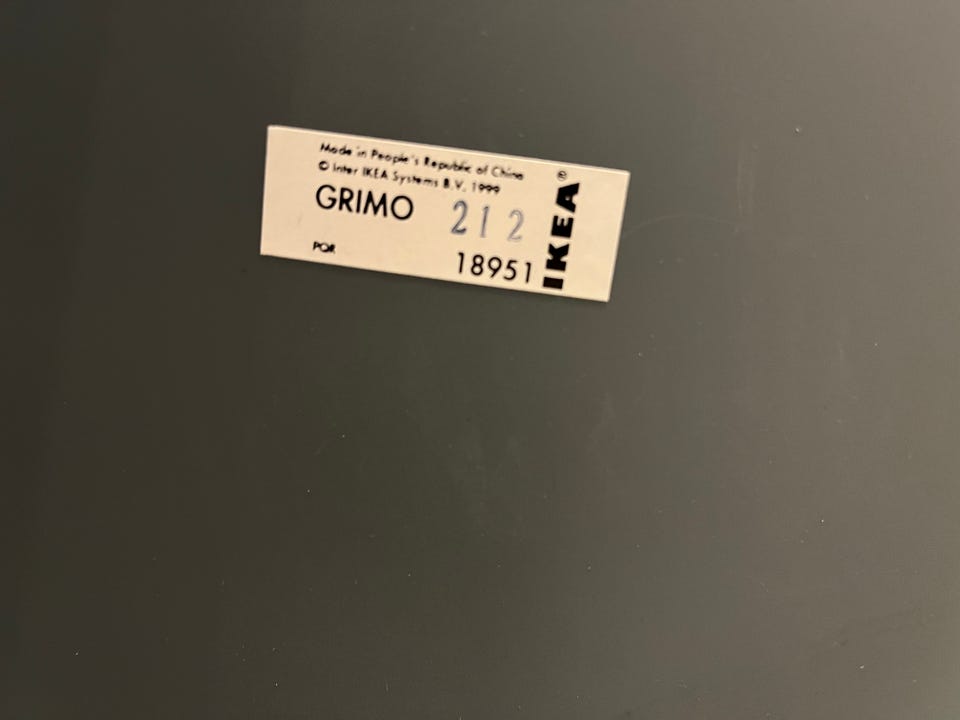 Made in People's Republic of China
© Inter IKEA Systems B.V. 1999
GRIMO 212
PQR 18951
IKEA®